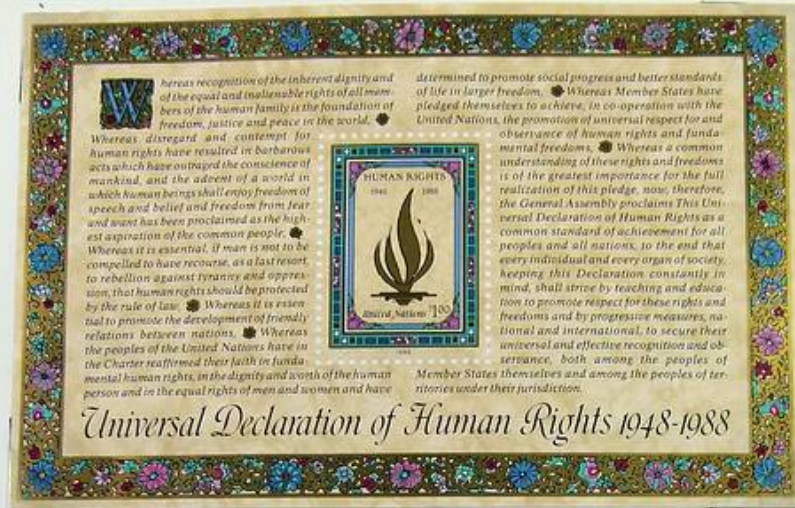 Whereas recognition of the inherent dignity and
of the equal and inalienable rights of all mem-
bers of the human family is the foundation of
freedom, justice and peace in the world,
Whereas disregard and contempt for
human rights have resulted in barbarous
acts which have outraged the conscience of
mankind, and the advent of a world in
which human beings shall enjoy freedom of
speech and belief and freedom from fear
and want has been proclaimed as the high-
est aspiration of the common people,
Whereas it is essential, if man is not to be
compelled to have recourse, as a last resort,
to rebellion against tyranny and oppres-
sion, that human rights should be protected
by the rule of law, Whereas it is essen-
tial to promote the development of friendly
relations between nations, Whereas
the peoples of the United Nations have in
the Charter reaffirmed their faith in funda-
mental human rights, in the dignity and worth of the human
person and in the equal rights of men and women and have
determined to promote social progress and better standards
of life in larger freedom, Whereas Member States have
pledged themselves to achieve, in co-operation with the
United Nations, the promotion of universal respect for and
observance of human rights and funda-
mental freedoms, Whereas a common
understanding of these rights and freedoms
is of the greatest importance for the full
realization of this pledge, now, therefore,
the General Assembly proclaims This Uni-
versal Declaration of Human Rights as a
common standard of achievement for all
peoples and all nations, to the end that
every individual and every organ of society,
keeping this Declaration constantly in
mind, shall strive by teaching and educa-
tion to promote respect for these rights and
freedoms and by progressive measures, na-
tional and international, to secure their
universal and effective recognition and ob-
servance, both among the peoples of
Member States themselves and among the peoples of ter-
ritories under their jurisdiction.
HUMAN RIGHTS
1948 1988
United Nations $1.00
1988
Universal Declaration of Human Rights 1948-1988